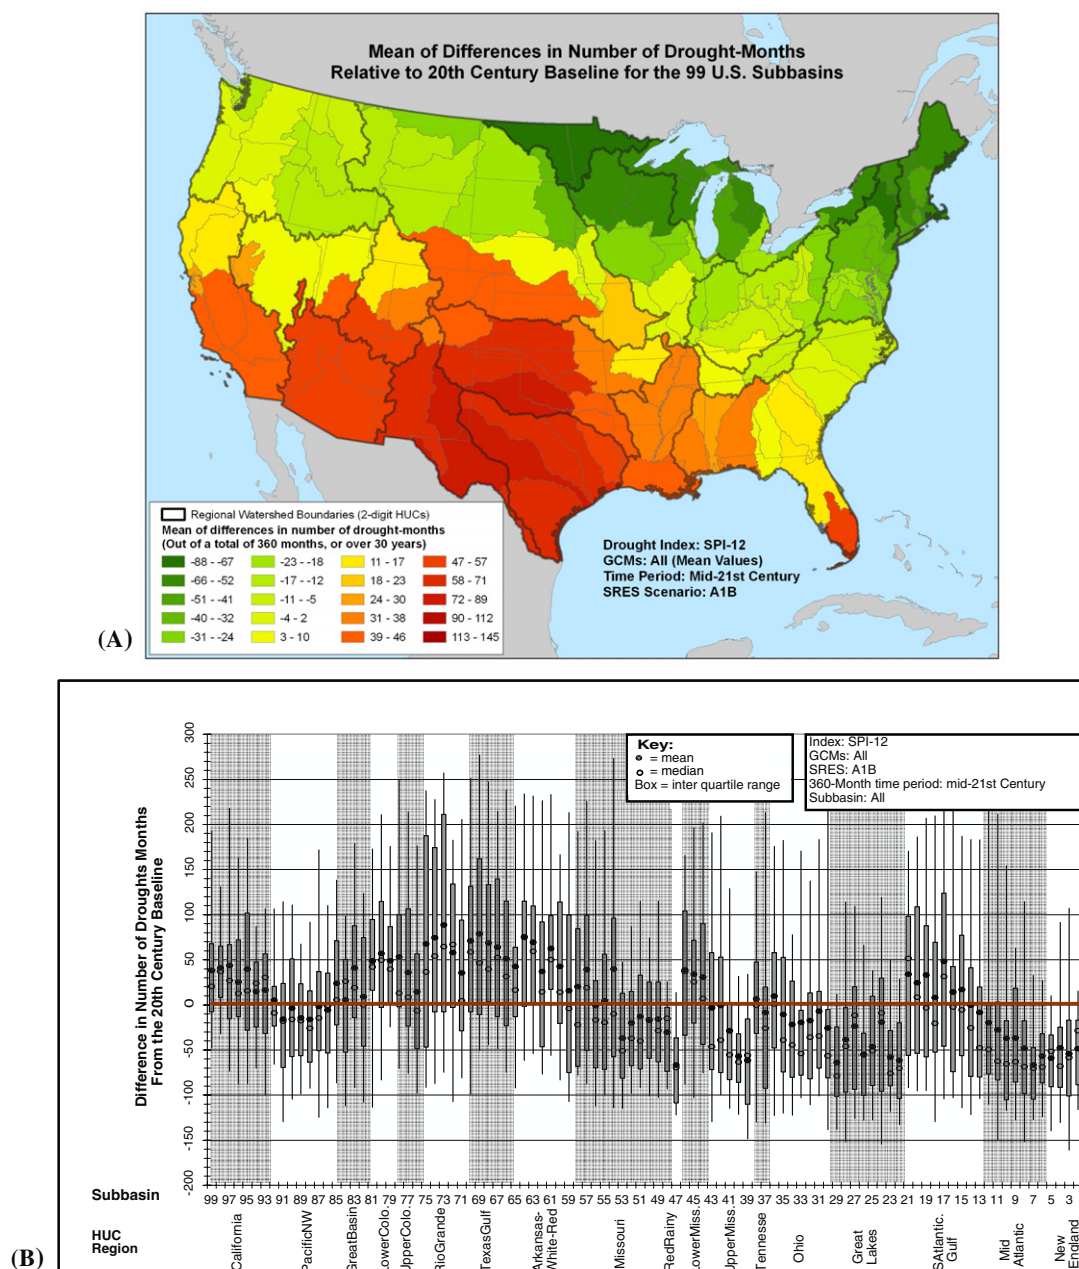 Mean of Differences in Number of Drought-Months
Relative to 20th Century Baseline for the 99 U.S. Subbasins
Regional Watershed Boundaries (2-digit HUCs)
Mean of differences in number of drought-months
(Out of a total of 360 months, or over 30 years)
-88 - -67 -23 - -18 11 - 17 47 - 57
-66 - -52 -17 - -12 18 - 23 58 - 71
-51 - -41 -11 - -5 24 - 30 72 - 89
-40 - -32 -4 - 2 31 - 38 90 - 112
-31 - -24 3 - 10 39 - 46 113 - 145
Drought Index: SPI-12
GCMs: All (Mean Values)
Time Period: Mid-21st Century
SRES Scenario: A1B
(A)
Difference in Number of Droughts Months
From the 20th Century Baseline
300
250
200
150
100
50
0
-50
-100
-150
-200
Key:
= mean
= median
Box = inter quartile range
Index: SPI-12
GCMs: All
SRES: A1B
360-Month time period: mid-21st Century
Subbasin: All
Subbasin
99 97 95 93 91 89 87 85 83 81 79 77 75 73 71 69 67 65 63 61 59 57 55 53 51 49 47 45 43 41 39 37 35 33 31 29 27 25 23 21 19 17 15 13 11 9 7 5 3
HUC
Region
California
PacificNW
GreatBasin
LowerColo.
UpperColo.
RioGrande
TexasGulf
Arkansas-
White-Red
Missouri
RedRainy
LowerMiss.
UpperMiss.
Tennesse
Ohio
Great
Lakes
SAtlantic.
Gulf
Mid
Atlantic
New
England
(B)